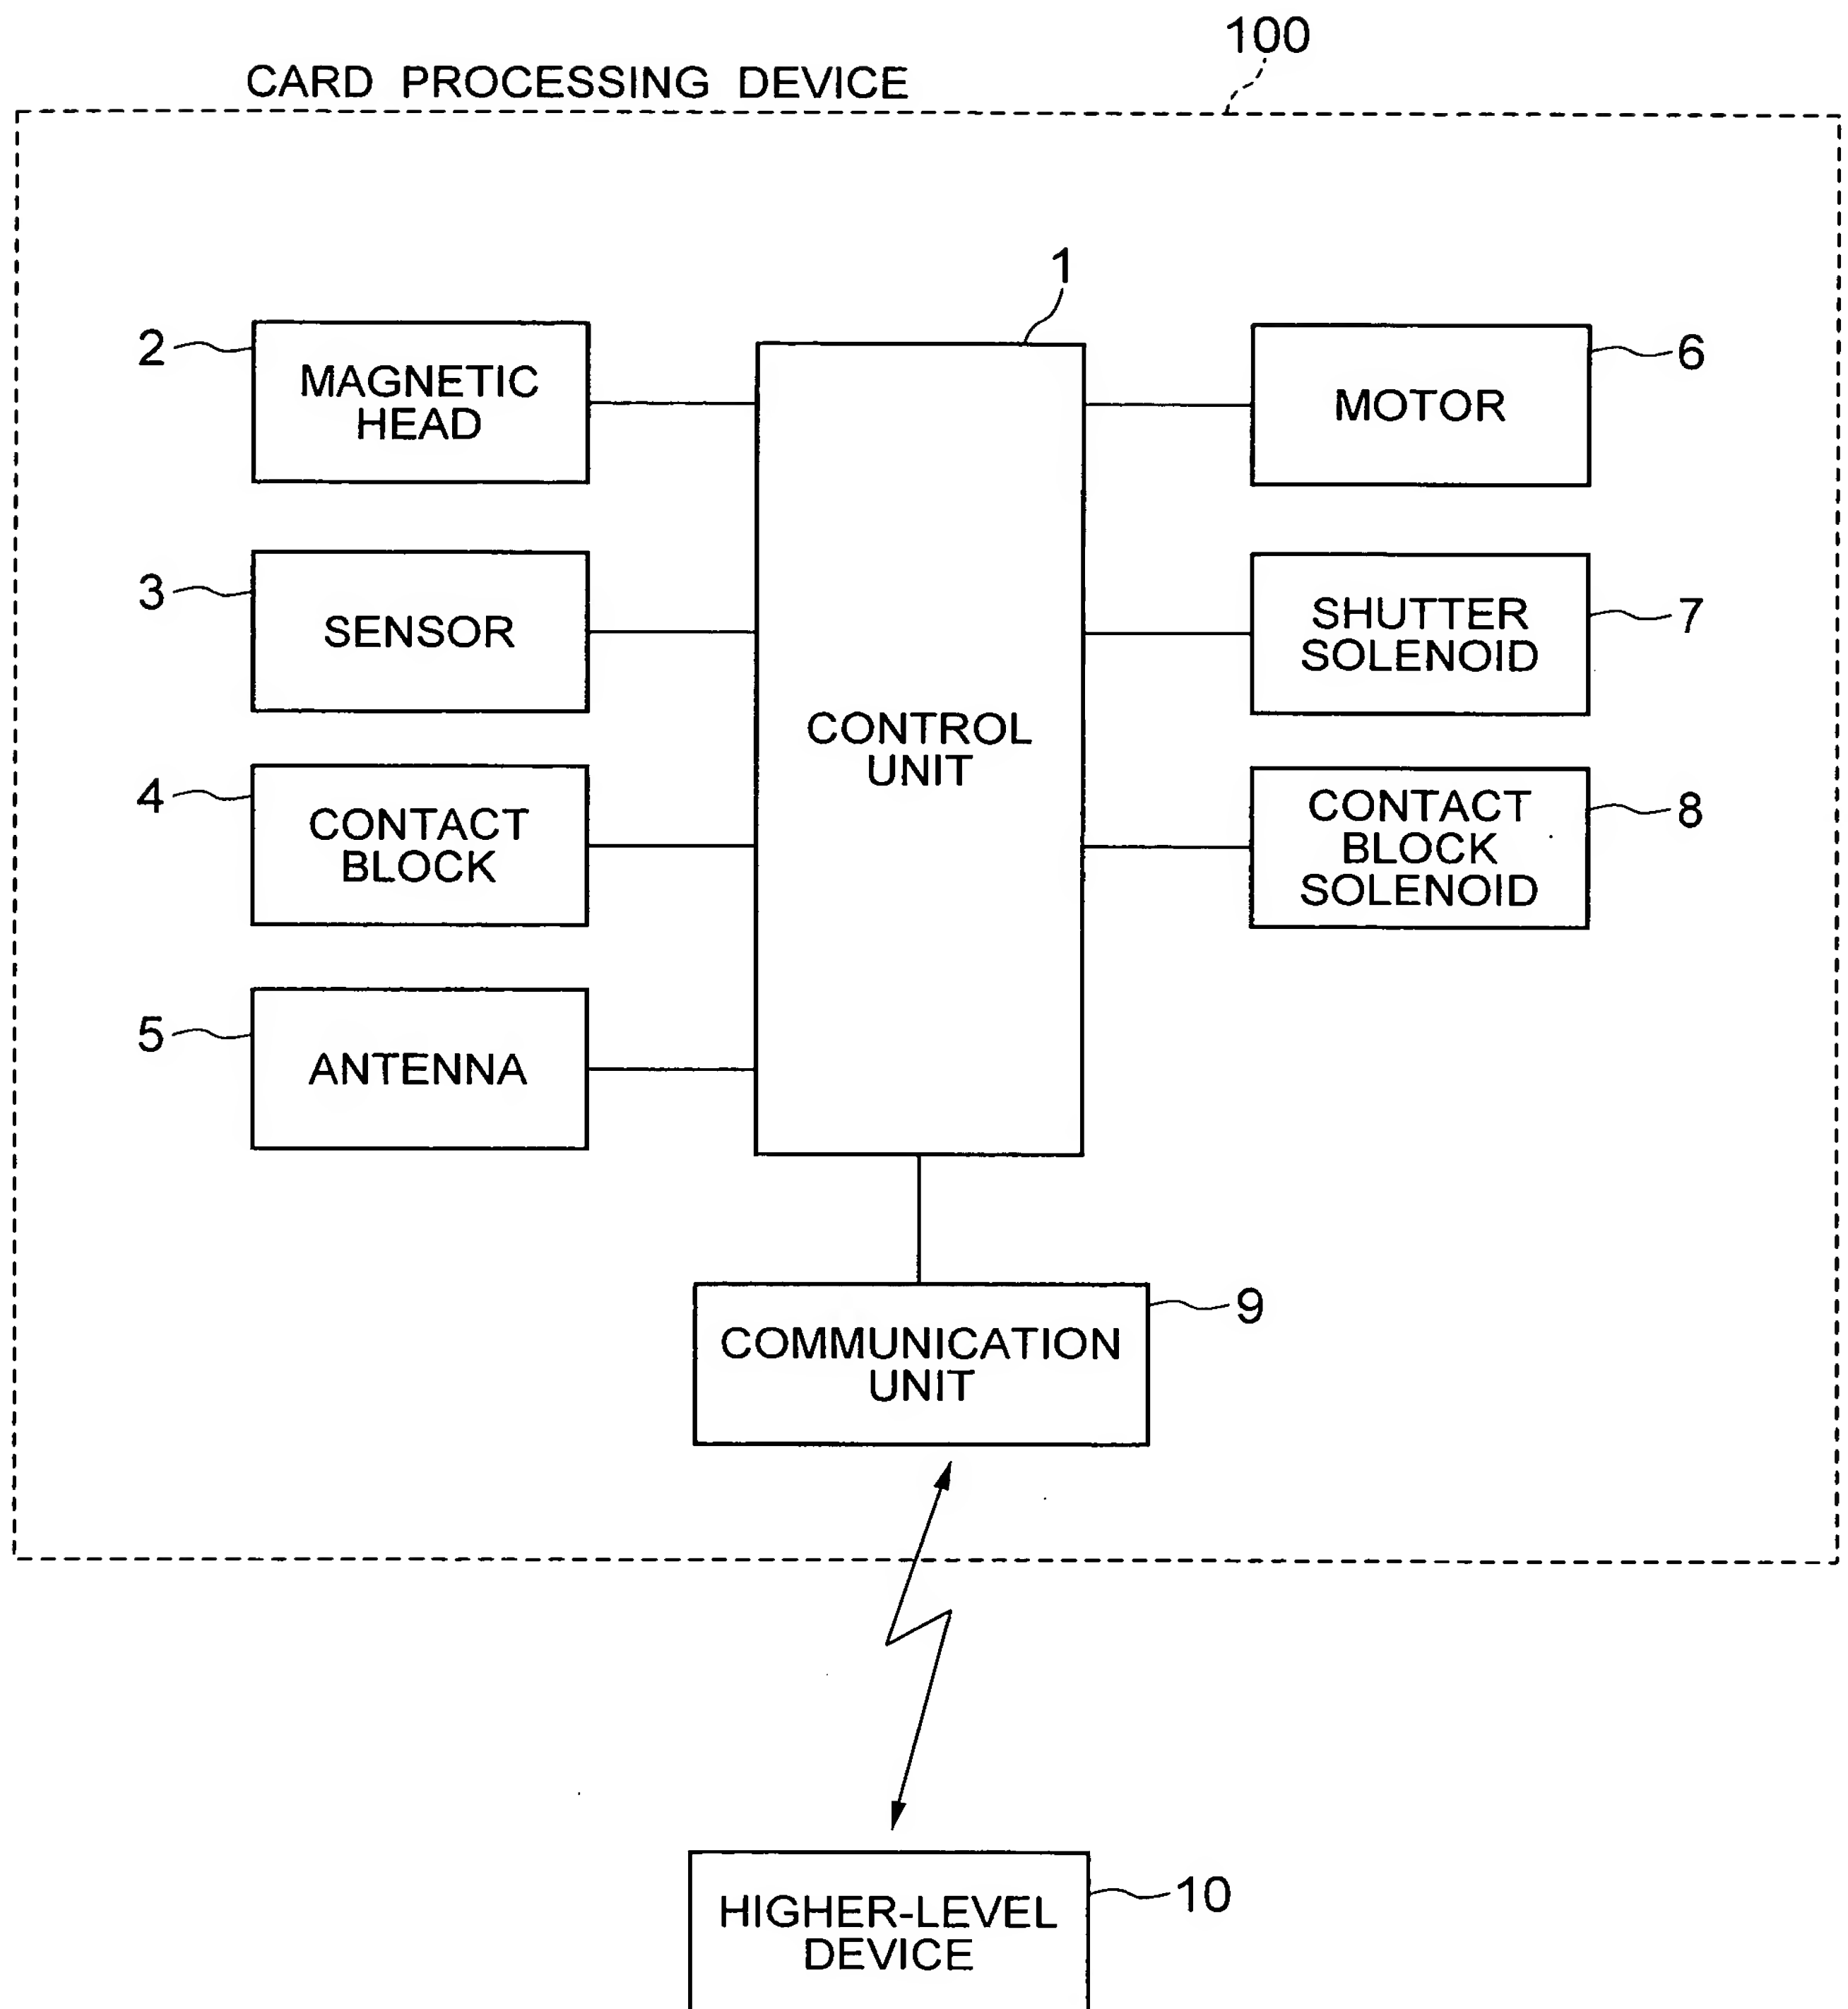 100
CARD PROCESSING DEVICE
1
2
MAGNETIC
HEAD
6
MOTOR
3
SENSOR
7
SHUTTER
SOLENOID
CONTROL
UNIT
4
CONTACT
BLOCK
8
CONTACT
BLOCK
SOLENOID
5
ANTENNA
9
COMMUNICATION
UNIT
10
HIGHER-LEVEL
DEVICE